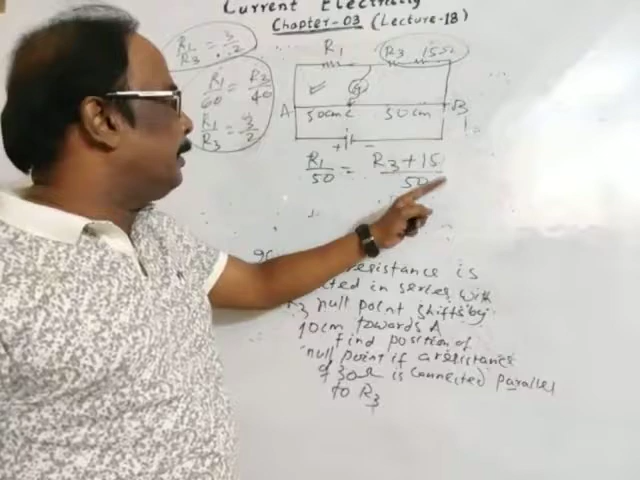 Current Electricity
Chapter-03 (Lecture-18)
R1/R3 = 3/2
R1/60 = R3/40
R1/R3 = 3/2
R1
R3 15Ω
G
A 50cm C 50cm B
+ -
R1/50 = R3+15/50
resistance is
cted in series with
R3 null point shifts by
10cm towards A
find position of
null point if a resistance
of 30Ω is connected parallel
to R3